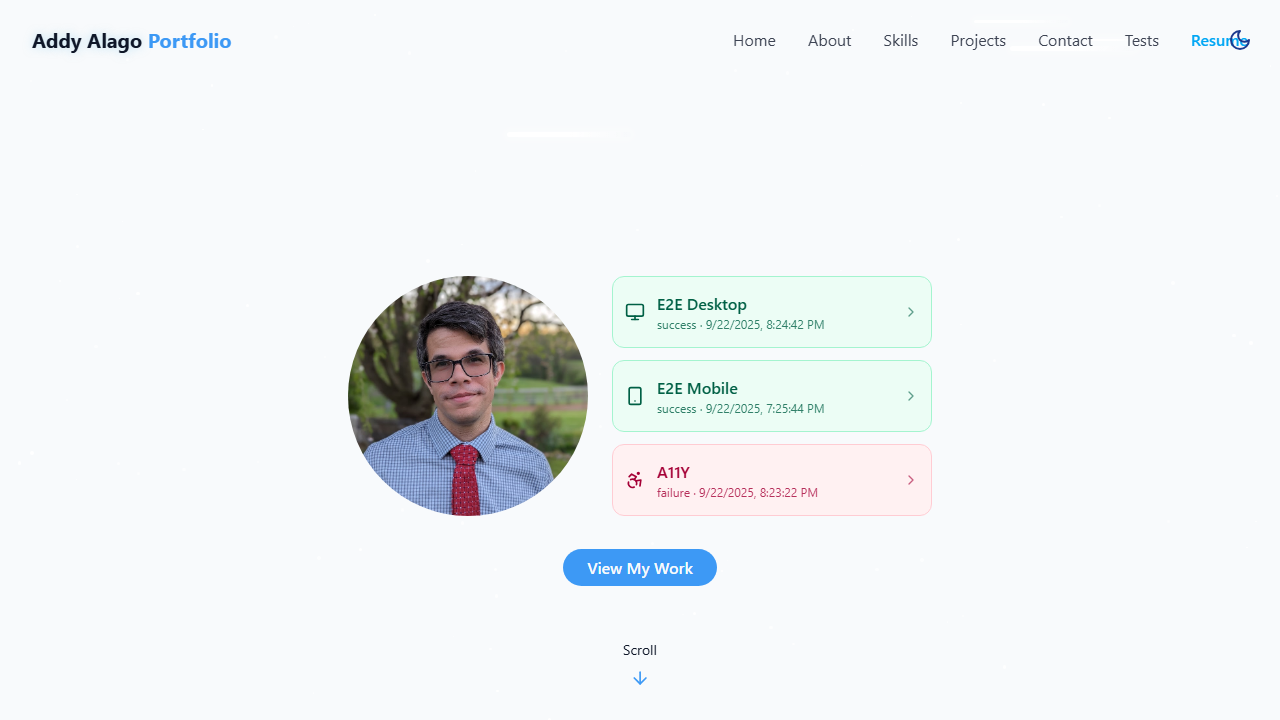 Addy Alago Portfolio
Home About Skills Projects Contact Tests Resume
E2E Desktop
success · 9/22/2025, 8:24:42 PM
E2E Mobile
success · 9/22/2025, 7:25:44 PM
A11Y
failure · 9/22/2025, 8:23:22 PM
View My Work
Scroll